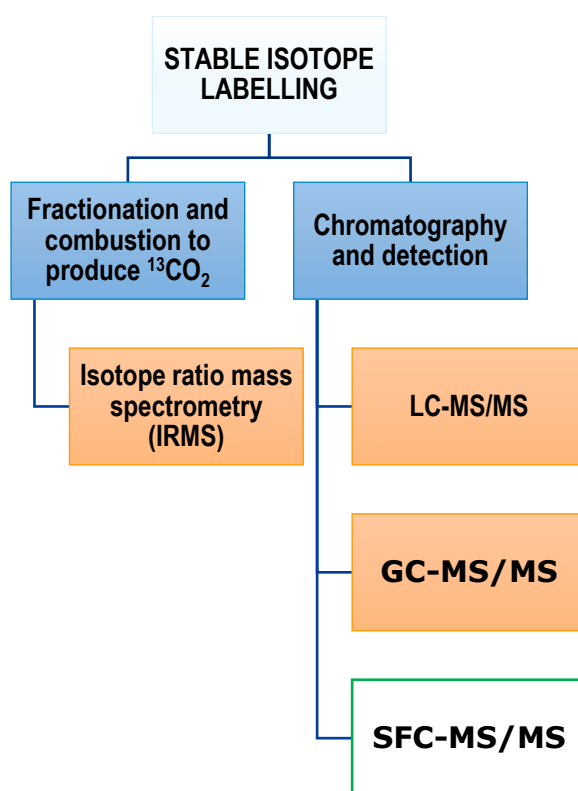 STABLE ISOTOPE
LABELLING
Fractionation and
combustion to
produce ¹³CO₂
Chromatography
and detection
Isotope ratio mass
spectrometry
(IRMS)
LC-MS/MS
GC-MS/MS
SFC-MS/MS